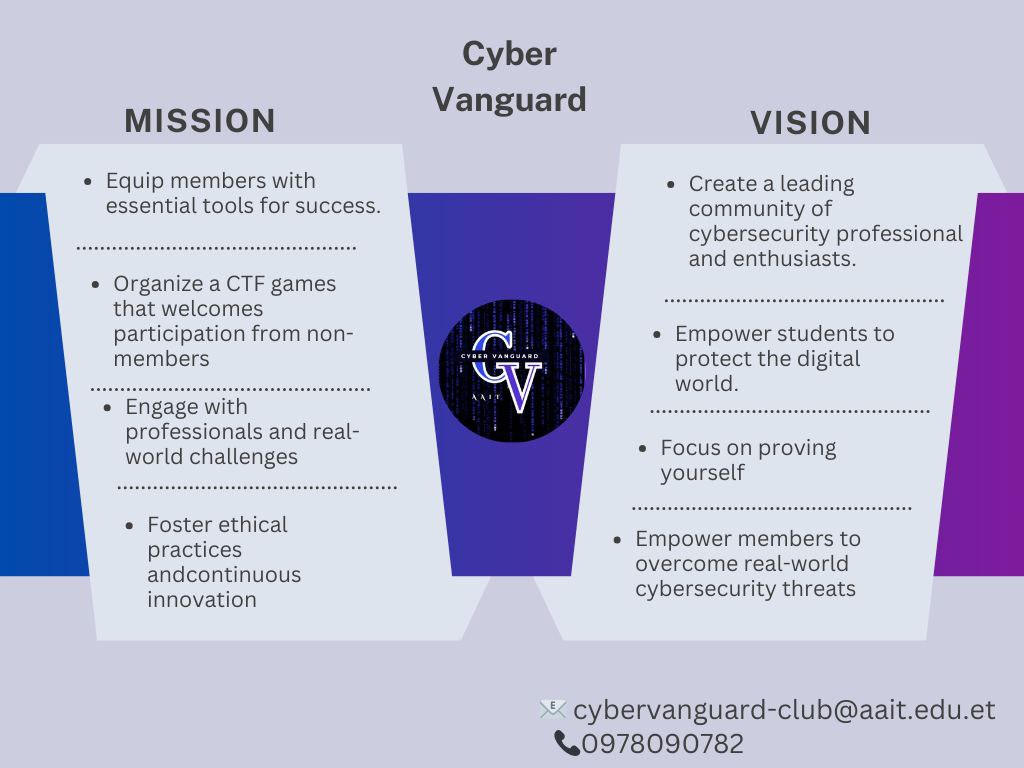 Cyber
Vanguard
MISSION
• Equip members with
essential tools for success.
• Organize a CTF games
that welcomes
participation from non-
members
• Engage with
professionals and real-
world challenges
• Foster ethical
practices
andcontinuous
innovation
CV
CYBER VANGUARD
AAIT
VISION
• Create a leading
community of
cybersecurity professional
and enthusiasts.
• Empower students to
protect the digital
world.
• Focus on proving
yourself
• Empower members to
overcome real-world
cybersecurity threats
cybervanguard-club@aait.edu.et
0978090782